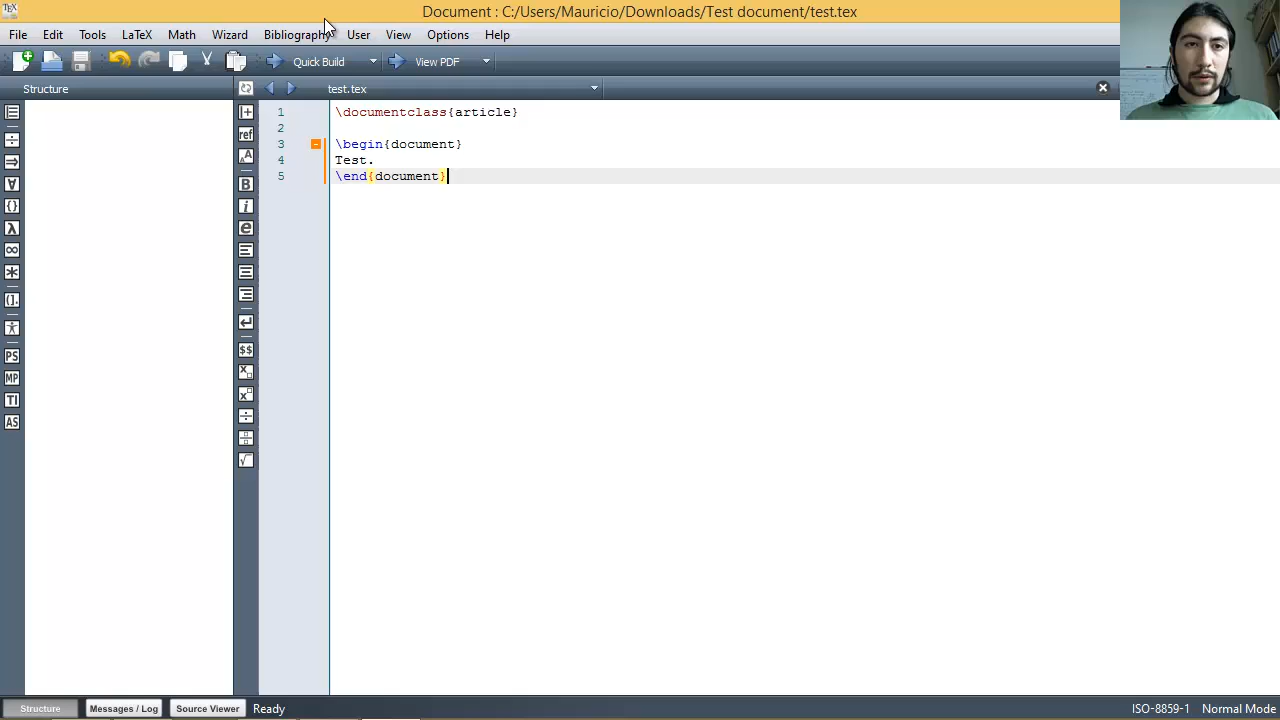 Document : C:/Users/Mauricio/Downloads/Test document/test.tex
File Edit Tools LaTeX Math Wizard Bibliography User View Options Help
Quick Build View PDF
Structure test.tex
1 \documentclass{article}
2
3 \begin{document}
4 Test.
5 \end{document}
ref
B
i
e
$$
PS
MP
TI
AS
Structure Messages / Log Source Viewer Ready ISO-8859-1 Normal Mode